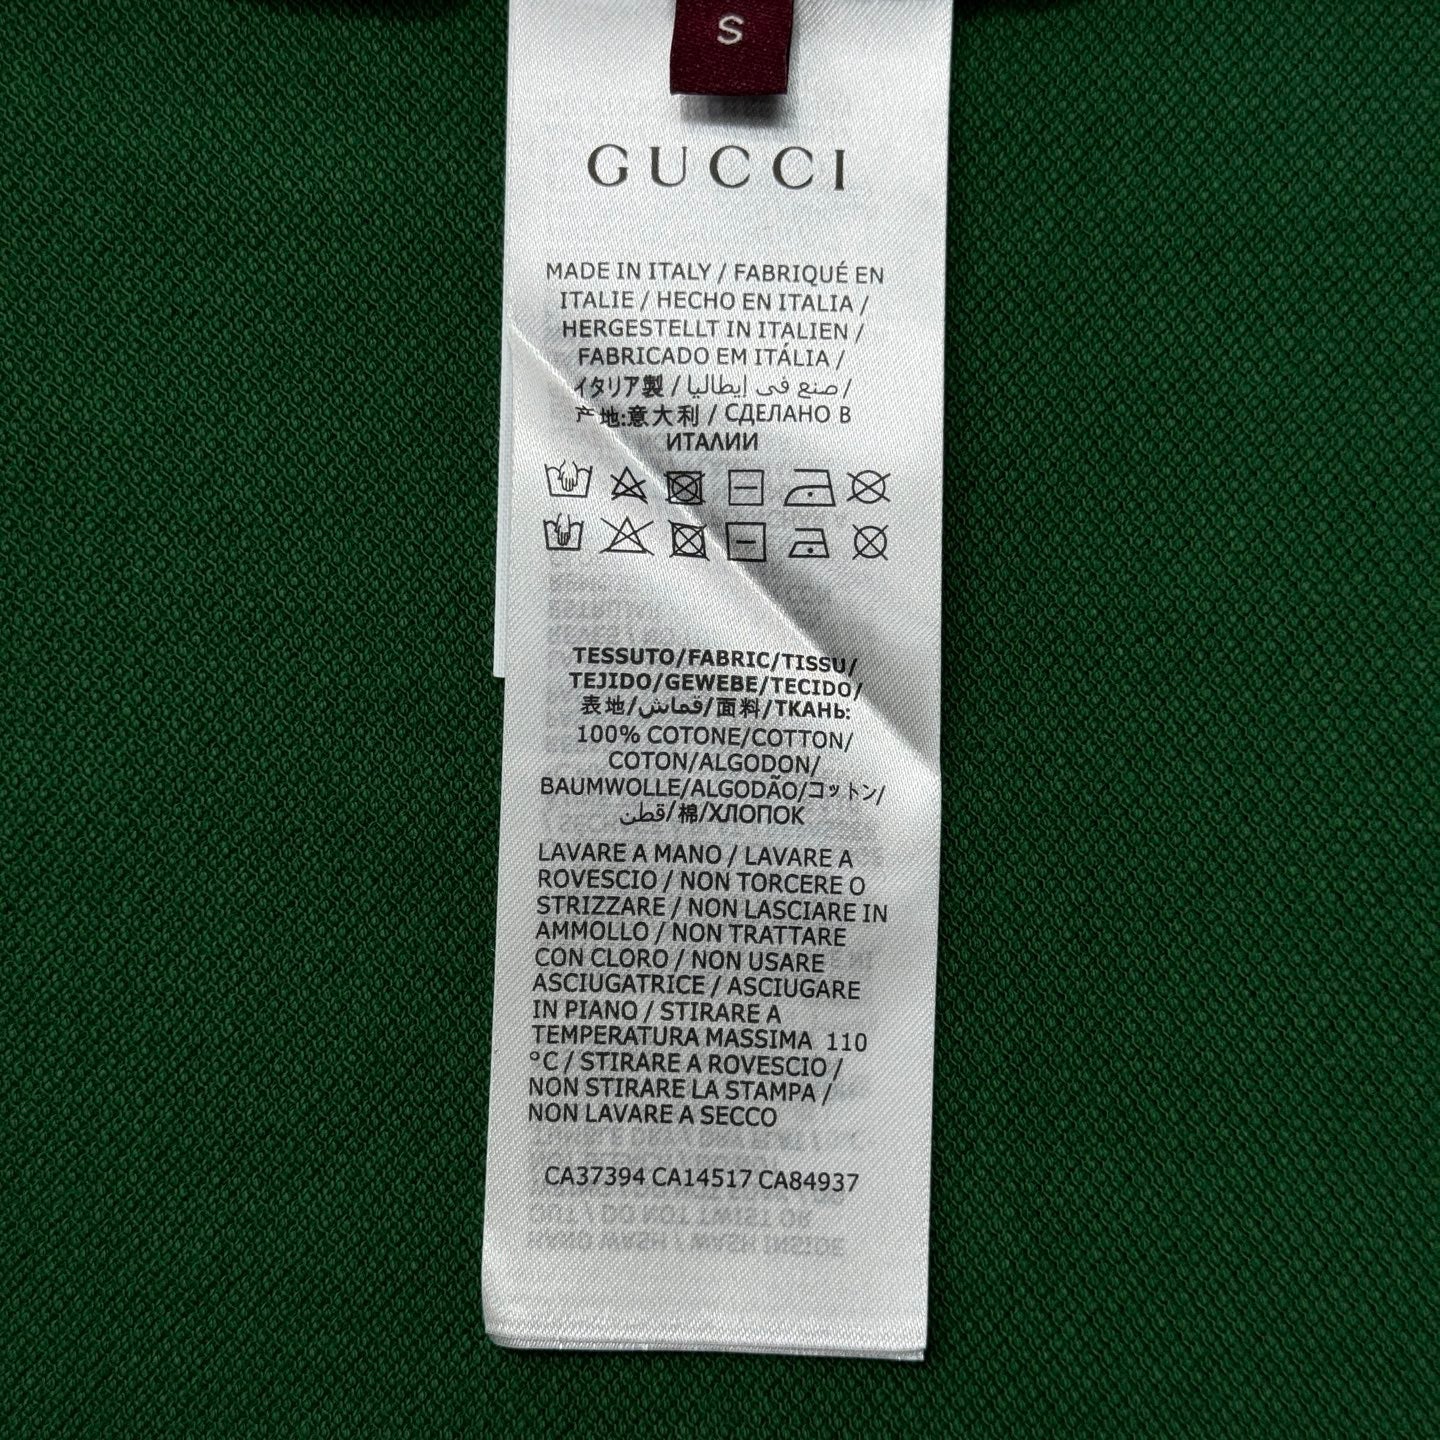 S
GUCCI
MADE IN ITALY / FABRIQUÉ EN
ITALIE / HECHO EN ITALIA /
HERGESTELLT IN ITALIEN /
FABRICADO EM ITÁLIA /
イタリア製 / صنع في إيطاليا /
产地:意大利 / СДЕЛАНО В
ИТАЛИИ
TESSUTO/FABRIC/TISSU/
TEJIDO/GEWEBE/TECIDO/
表地/قماش/面料/ТКАНЬ:
100% COTONE/COTTON/
COTON/ALGODON/
BAUMWOLLE/ALGODÃO/コットン/
قطن/棉/ХЛОПОК
LAVARE A MANO / LAVARE A
ROVESCIO / NON TORCERE O
STRIZZARE / NON LASCIARE IN
AMMOLLO / NON TRATTARE
CON CLORO / NON USARE
ASCIUGATRICE / ASCIUGARE
IN PIANO / STIRARE A
TEMPERATURA MASSIMA 110
°C / STIRARE A ROVESCIO /
NON STIRARE LA STAMPA /
NON LAVARE A SECCO
CA37394 CA14517 CA84937